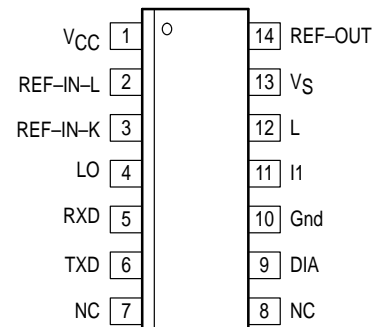 VCC 1 14 REF–OUT
REF–IN–L 2 13 VS
REF–IN–K 3 12 L
LO 4 11 I1
RXD 5 10 Gnd
TXD 6 9 DIA
NC 7 8 NC